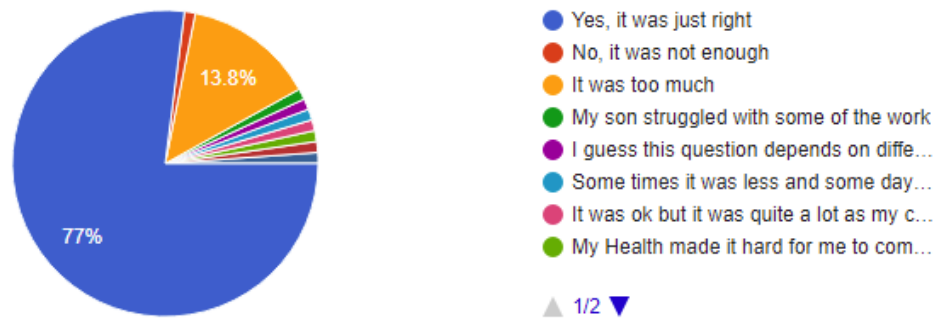 13.8%
77%
Yes, it was just right
No, it was not enough
It was too much
My son struggled with some of the work
I guess this question depends on diffe...
Some times it was less and some day...
It was ok but it was quite a lot as my c...
My Health made it hard for me to com...
1/2